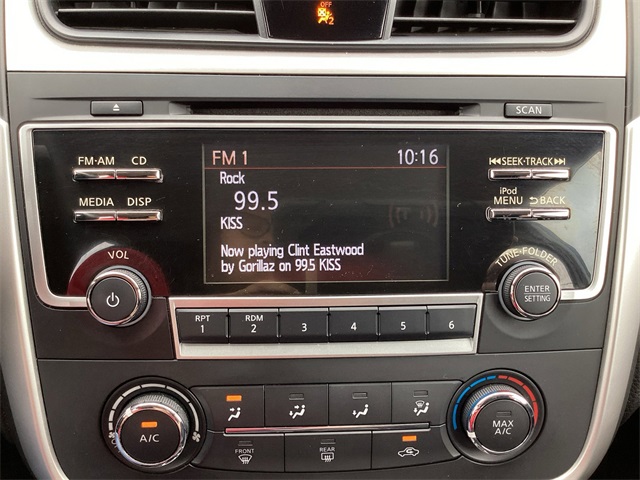 OFF
2
SCAN
FM·AM CD
MEDIA DISP
VOL
FM 1 10:16
Rock
99.5
KISS
Now playing Clint Eastwood
by Gorillaz on 99.5 KISS
SEEK·TRACK
iPod
MENU BACK
TUNE·FOLDER
ENTER
SETTING
RPT
1
RDM
2
3
4
5
6
A/C
MAX
A/C
FRONT
REAR